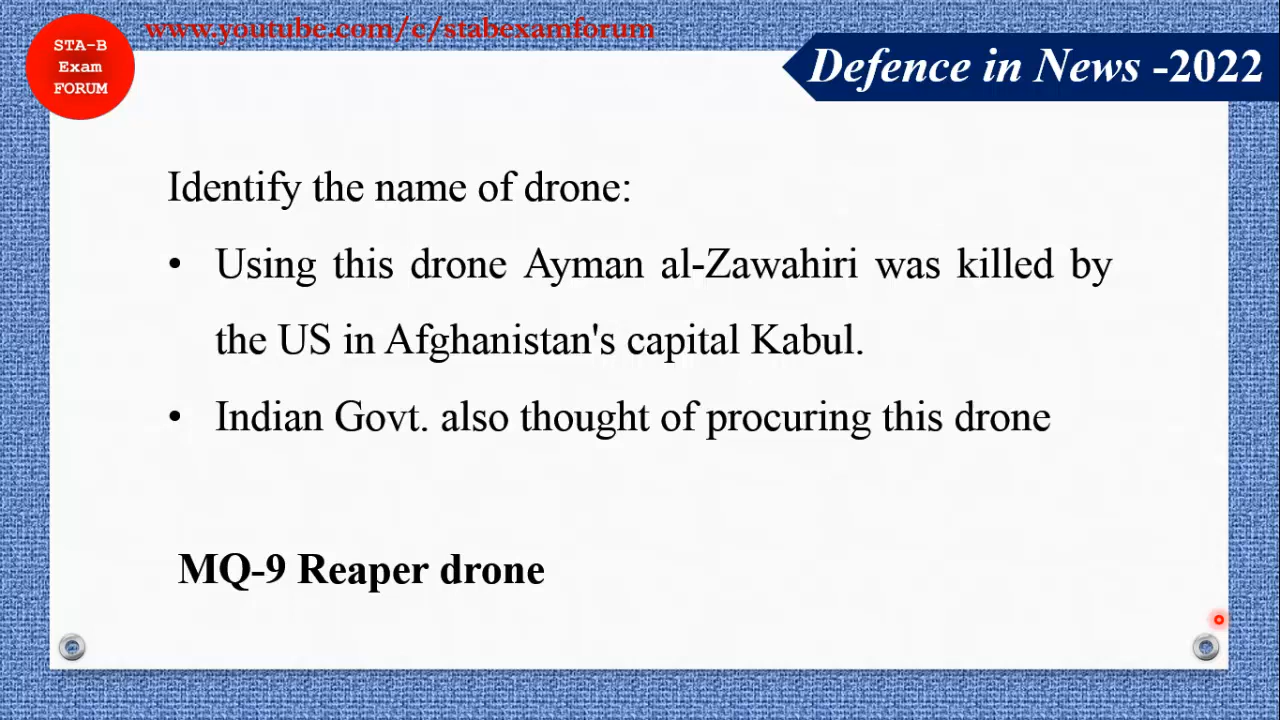 www.youtube.com/c/stabexamforum
STA-B
Exam
FORUM
Defence in News -2022
Identify the name of drone:
• Using this drone Ayman al-Zawahiri was killed by
the US in Afghanistan's capital Kabul.
• Indian Govt. also thought of procuring this drone
MQ-9 Reaper drone